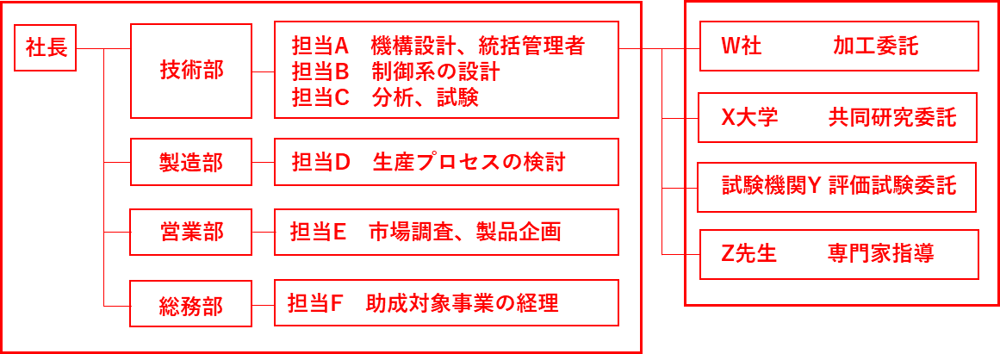 社長
技術部
担当A 機構設計、統括管理者
担当B 制御系の設計
担当C 分析、試験
製造部
担当D 生産プロセスの検討
営業部
担当E 市場調査、製品企画
総務部
担当F 助成対象事業の経理
W社 加工委託
X大学 共同研究委託
試験機関Y 評価試験委託
Z先生 専門家指導